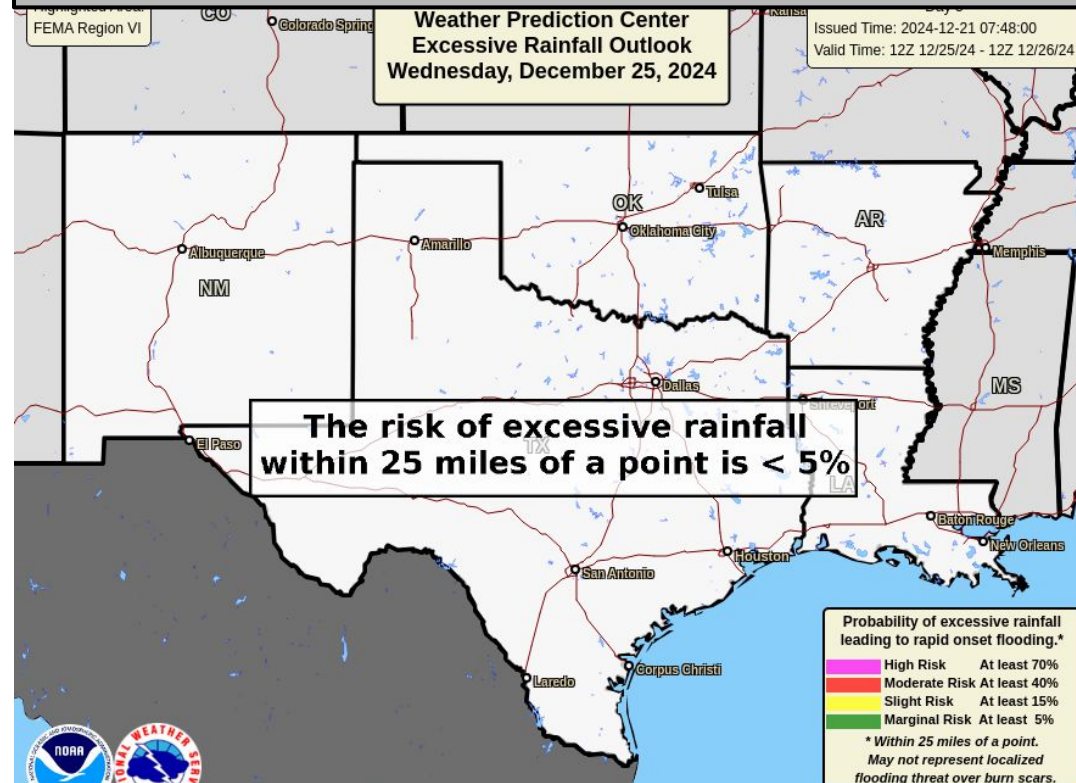 FEMA Region VI
Weather Prediction Center
Excessive Rainfall Outlook
Wednesday, December 25, 2024
Issued Time: 2024-12-21 07:48:00
Valid Time: 12Z 12/25/24 - 12Z 12/26/24
CO
Colorado Spring
Tulsa
OK
Oklahoma City
AR
Albuquerque
Amarillo
Memphis
NM
Dallas
MS
Shreveport
El Paso
The risk of excessive rainfall
within 25 miles of a point is < 5%
TX
LA
Baton Rouge
New Orleans
Houston
San Antonio
Corpus Christi
Laredo
Probability of excessive rainfall
leading to rapid onset flooding.*
High Risk At least 70%
Moderate Risk At least 40%
Slight Risk At least 15%
Marginal Risk At least 5%
* Within 25 miles of a point.
May not represent localized
flooding threat over burn scars.
NOAA
NAL WEATHER SER